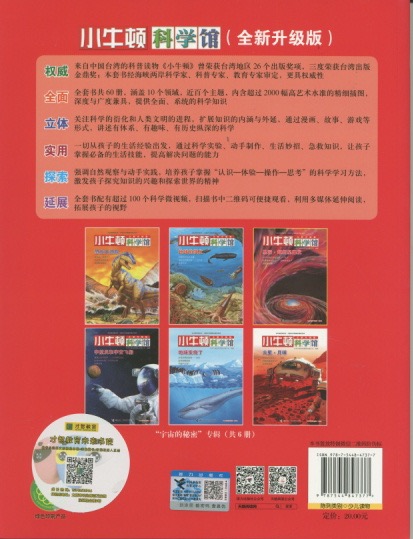 小牛顿科学馆（全新升级版）
权威 来自中国台湾的科普读物《小牛顿》曾荣获台湾地区26个出版奖项，三度荣获台湾出版
金鼎奖；本套书经海峡两岸科学家、科普专家、教育专家审定，更具权威性
全面 全套书共60册，涵盖10个领域，近百个主题，内含超过2000幅高艺术水准的精细插图，
深度与广度兼具，提供全面、系统的科学知识
立体 关注科学的衍化和人类文明的进程，扩展知识的内涵与外延。通过漫画、故事、游戏等
形式，讲述有体系、有趣味、有历史纵深的科学
实用 一切从孩子的生活经验出发，通过科学实验、动手制作、生活妙招、急救知识，让孩子
掌握必备的生活技能，提高解决问题的能力
探索 强调自然观察与动手实践，培养孩子掌握“认识—体验—操作—思考”的科学学习方法，
激发孩子探究知识的兴趣和探索世界的精神
延展 全套书配有超过100个科学微视频，扫描书中二维码可便捷观看，利用多媒体延伸阅读，
拓展孩子的视野
小牛顿科学馆
小牛顿科学馆
小牛顿科学馆
小牛顿科学馆
小牛顿科学馆
小牛顿科学馆
“宇宙的秘密”专辑（共6册）
ISBN 978-7-5448-4737-7
9 787544 847377
定价：20.00元